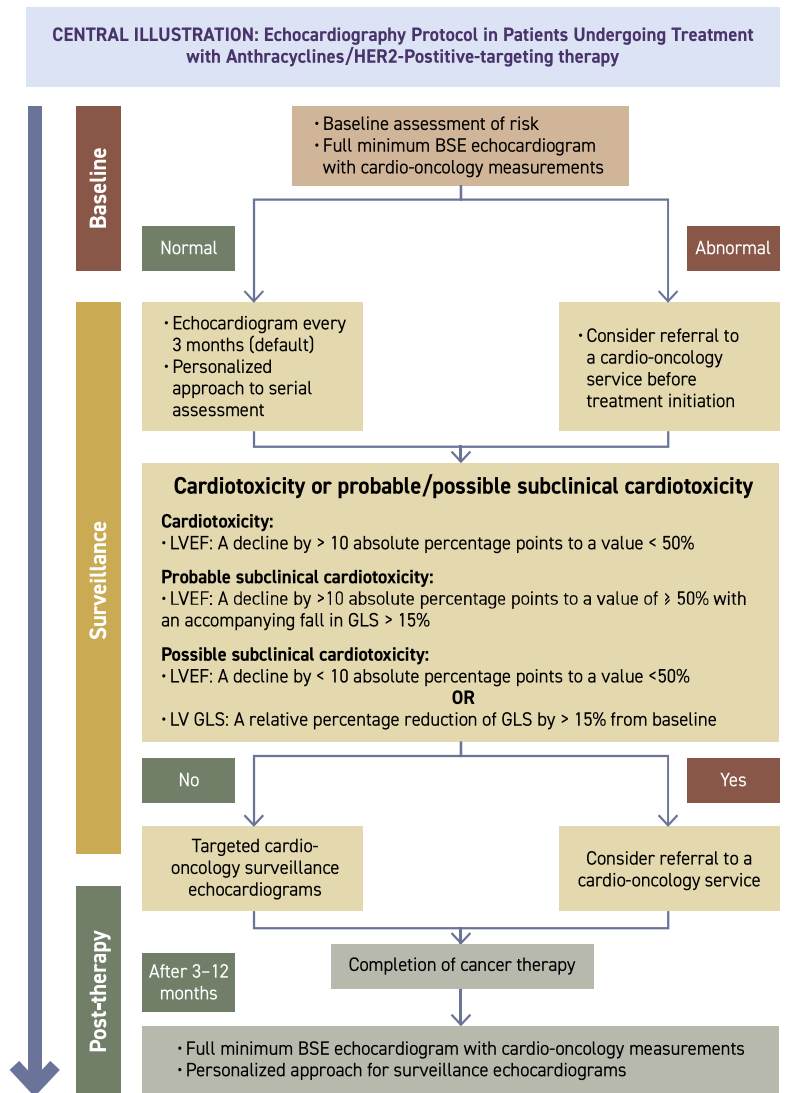 CENTRAL ILLUSTRATION: Echocardiography Protocol in Patients Undergoing Treatment
with Anthracyclines/HER2-Postitive-targeting therapy
Baseline
• Baseline assessment of risk
• Full minimum BSE echocardiogram
with cardio-oncology measurements
Normal
Abnormal
Surveillance
• Echocardiogram every
3 months (default)
• Personalized
approach to serial
assessment
• Consider referral to
a cardio-oncology
service before
treatment initiation
Cardiotoxicity or probable/possible subclinical cardiotoxicity
Cardiotoxicity:
• LVEF: A decline by > 10 absolute percentage points to a value < 50%
Probable subclinical cardiotoxicity:
• LVEF: A decline by >10 absolute percentage points to a value of ⩾ 50% with
an accompanying fall in GLS > 15%
Possible subclinical cardiotoxicity:
• LVEF: A decline by < 10 absolute percentage points to a value <50%
OR
• LV GLS: A relative percentage reduction of GLS by > 15% from baseline
No
Yes
Targeted cardio-
oncology surveillance
echocardiograms
Consider referral to a
cardio-oncology service
Post-therapy
Completion of cancer therapy
After 3–12
months
• Full minimum BSE echocardiogram with cardio-oncology measurements
• Personalized approach for surveillance echocardiograms